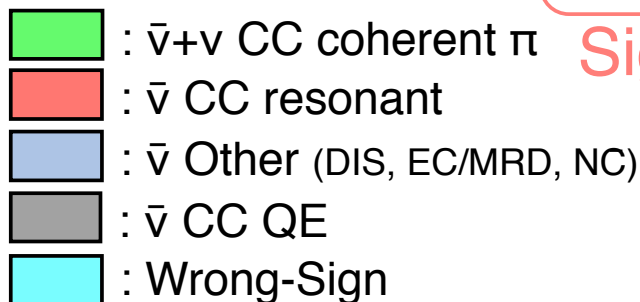 : ν̄+ν CC coherent π
: ν̄ CC resonant
: ν̄ Other (DIS, EC/MRD, NC)
: ν̄ CC QE
: Wrong-Sign